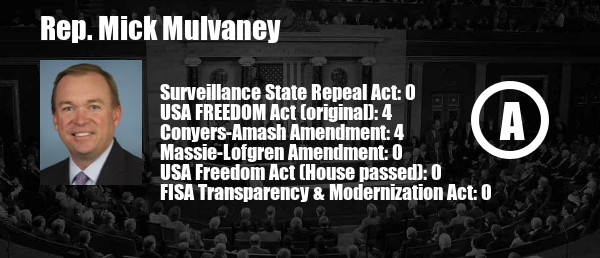 Rep. Mick Mulvaney
Surveillance State Repeal Act: 0
USA FREEDOM Act (original): 4
Conyers-Amash Amendment: 4
Massie-Lofgren Amendment: 0
USA Freedom Act (House passed): 0
FISA Transparency & Modernization Act: 0
A